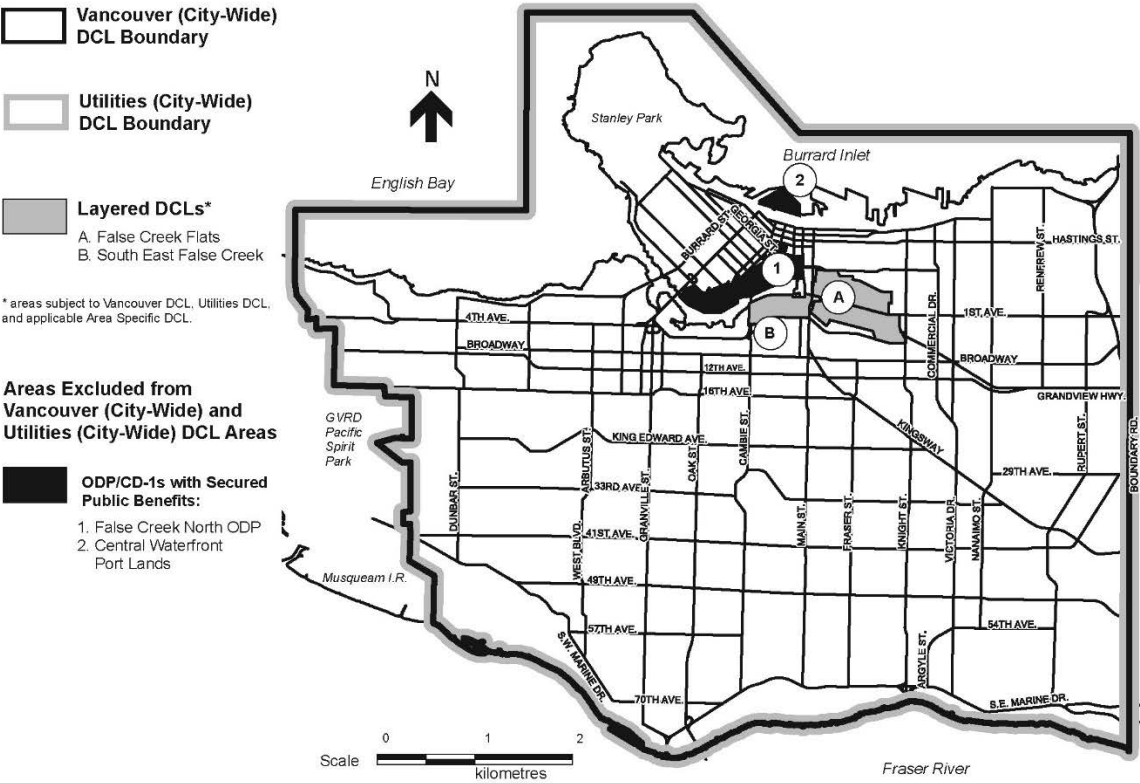 Vancouver (City-Wide)
DCL Boundary
Utilities (City-Wide)
DCL Boundary
Layered DCLs*
A. False Creek Flats
B. South East False Creek
* areas subject to Vancouver DCL, Utilities DCL,
and applicable Area Specific DCL.
Areas Excluded from
Vancouver (City-Wide) and
Utilities (City-Wide) DCL Areas
ODP/CD-1s with Secured
Public Benefits:
1. False Creek North ODP
2. Central Waterfront
Port Lands
N
Stanley Park
English Bay
Burrard Inlet
2
BURRARD ST.
GEORGIA ST.
1
HASTINGS ST.
RENFREW ST.
A
B
COMMERCIAL DR.
4TH AVE.
1ST AVE.
BROADWAY
BROADWAY
12TH AVE.
16TH AVE.
GRANDVIEW HWY.
GVRD
Pacific
Spirit
Park
KING EDWARD AVE.
KINGSWAY
ARBUTUS ST.
OAK ST.
CAMBIE ST.
RUPERT ST.
BOUNDARY RD.
29TH AVE.
33RD AVE.
DUNBAR ST.
GRANVILLE ST.
WEST BLVD.
41ST AVE.
MAIN ST.
FRASER ST.
KNIGHT ST.
VICTORIA DR.
NANAIMO ST.
Musqueam I.R.
49TH AVE.
57TH AVE.
54TH AVE.
ARGYLE ST.
S.W. MARINE DR.
70TH AVE.
S.E. MARINE DR.
Scale
0 1 2
kilometres
Fraser River